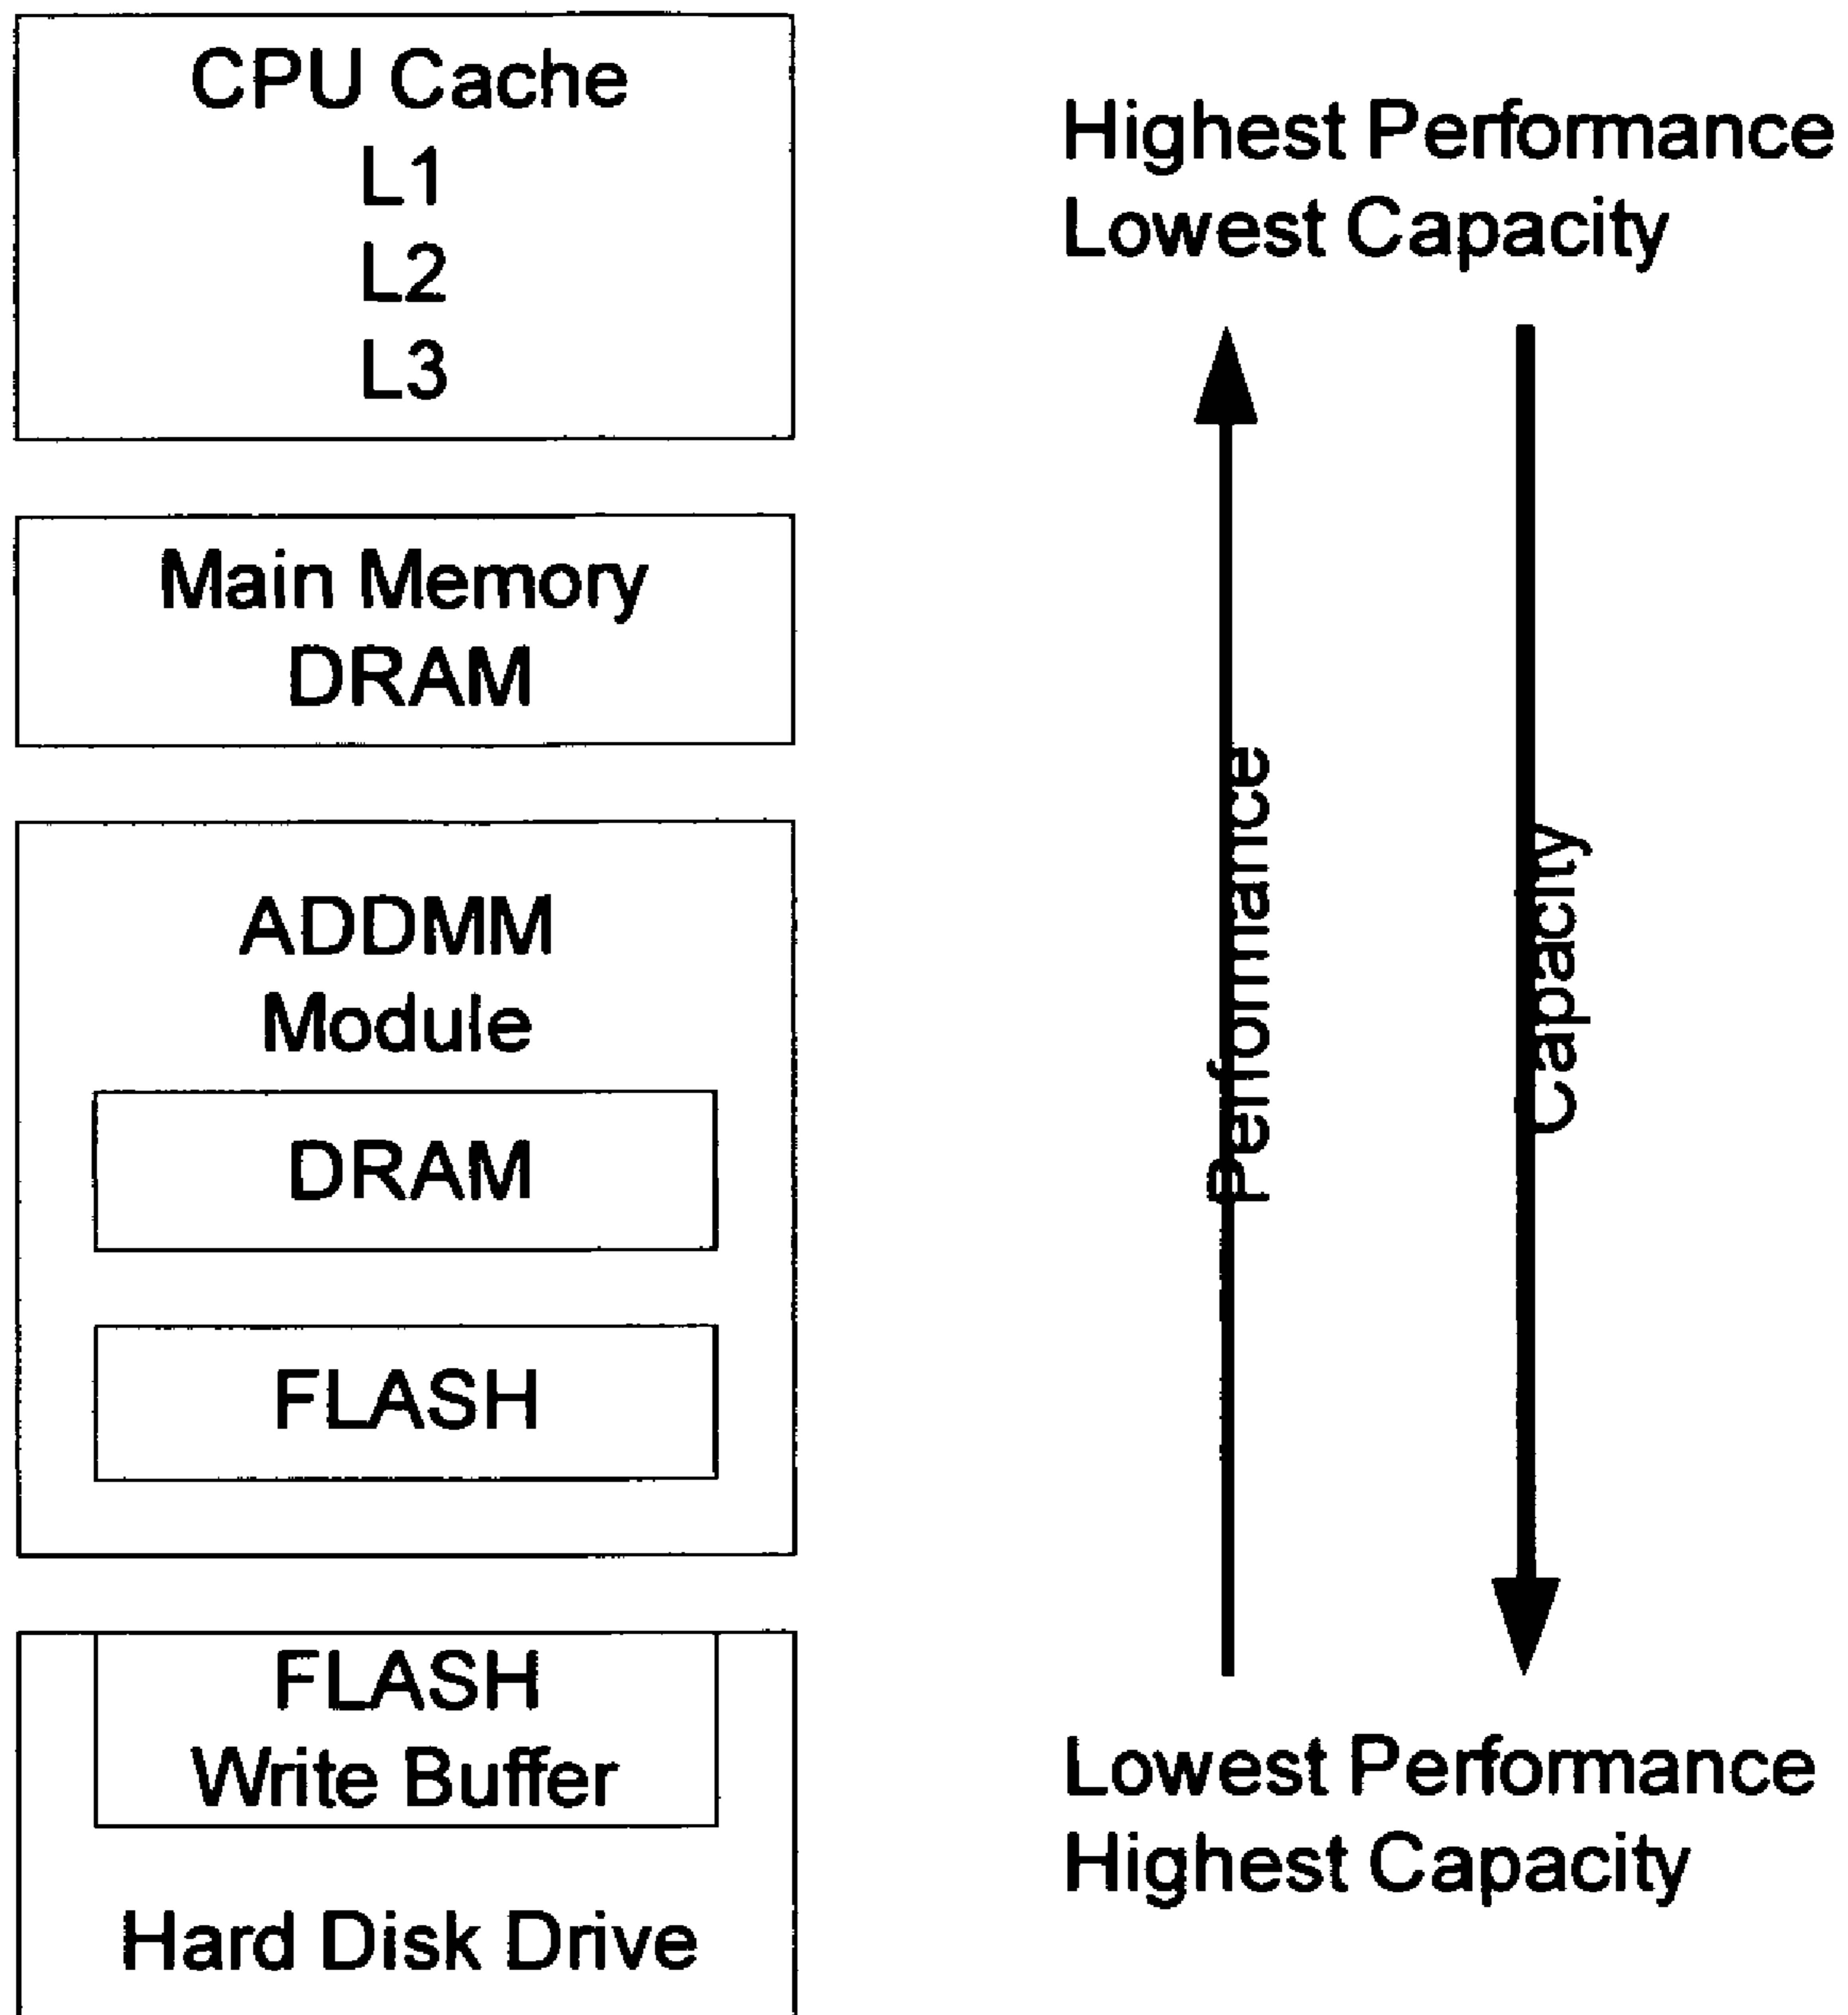 CPU Cache
L1
L2
L3
Main Memory
DRAM
ADDMM
Module
DRAM
FLASH
FLASH
Write Buffer
Hard Disk Drive
Highest Performance
Lowest Capacity
Performance
Capacity
Lowest Performance
Highest Capacity